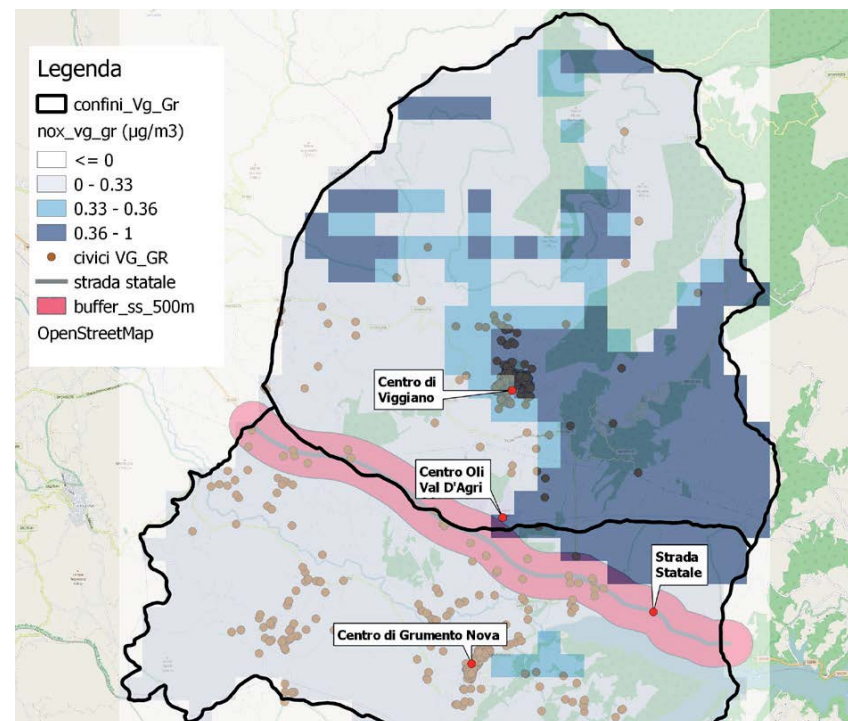 Legenda
confini_Vg_Gr
nox_vg_gr (µg/m3)
<= 0
0 - 0.33
0.33 - 0.36
0.36 - 1
civici VG_GR
strada statale
buffer_ss_500m
OpenStreetMap
Centro di
Viggiano
Centro Oli
Val D'Agri
Strada
Statale
Centro di Grumento Nova